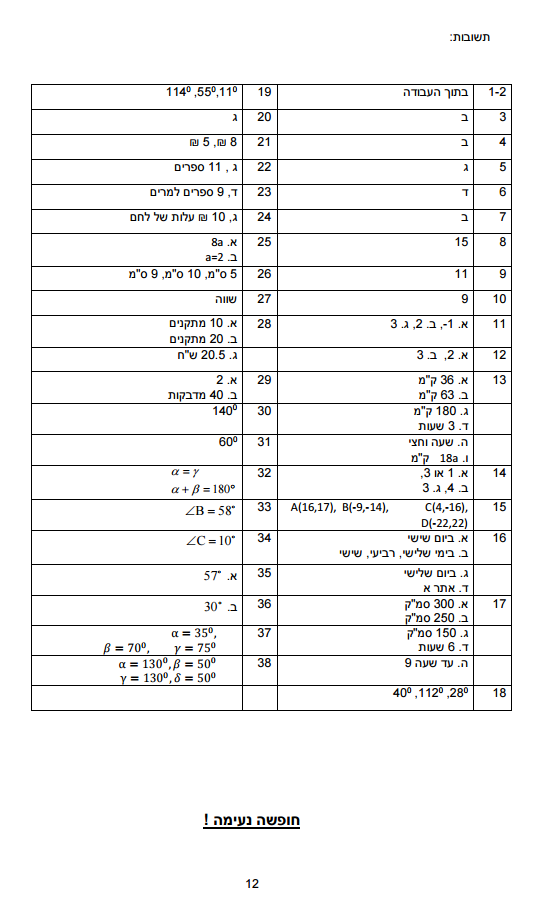 תשובות:
1-2 בתוך העבודה 19 11⁰, 55⁰, 114⁰
3 ב 20 ג
4 ב 21 8 ₪, 5 ₪
5 ג 22 ג , 11 ספרים
6 ד 23 ד, 9 ספרים למרים
7 ב 24 ג, 10 ₪ עלות של לחם
8 15 25 א. 8a
ב. a=2
9 11 26 5 ס"מ, 10 ס"מ, 9 ס"מ
10 9 27 שווה
11 א. 1-, ב. 2, ג. 3 28 א. 10 מתקנים
ב. 20 מתקנים
12 א. 2, ב. 3 ג. 20.5 ש"ח
13 א. 36 ק"מ 29 א. 2
ב. 63 ק"מ ב. 40 מדבקות
ג. 180 ק"מ 30 140⁰
ד. 3 שעות
ה. שעה וחצי 31 60⁰
ו. 18a ק"מ
14 א. 1 או 3, 32 α = γ
ב. 4, ג. 3 α + β = 180°
15 A(16,17), B(-9,-14), C(4,-16), 33 ∠B = 58°
D(-22,22)
16 א. ביום שישי 34 ∠C = 10°
ב. בימי שלישי, רביעי, שישי
ג. ביום שלישי 35 א. 57°
ד. אתר א
17 א. 300 סמ"ק 36 ב. 30°
ב. 250 סמ"ק
ג. 150 סמ"ק 37 α = 35⁰,
ד. 6 שעות β = 70⁰, γ = 75⁰
ה. עד שעה 9 38 α = 130⁰, β = 50⁰
γ = 130⁰, δ = 50⁰
18 28⁰, 112⁰, 40⁰
חופשה נעימה !
12